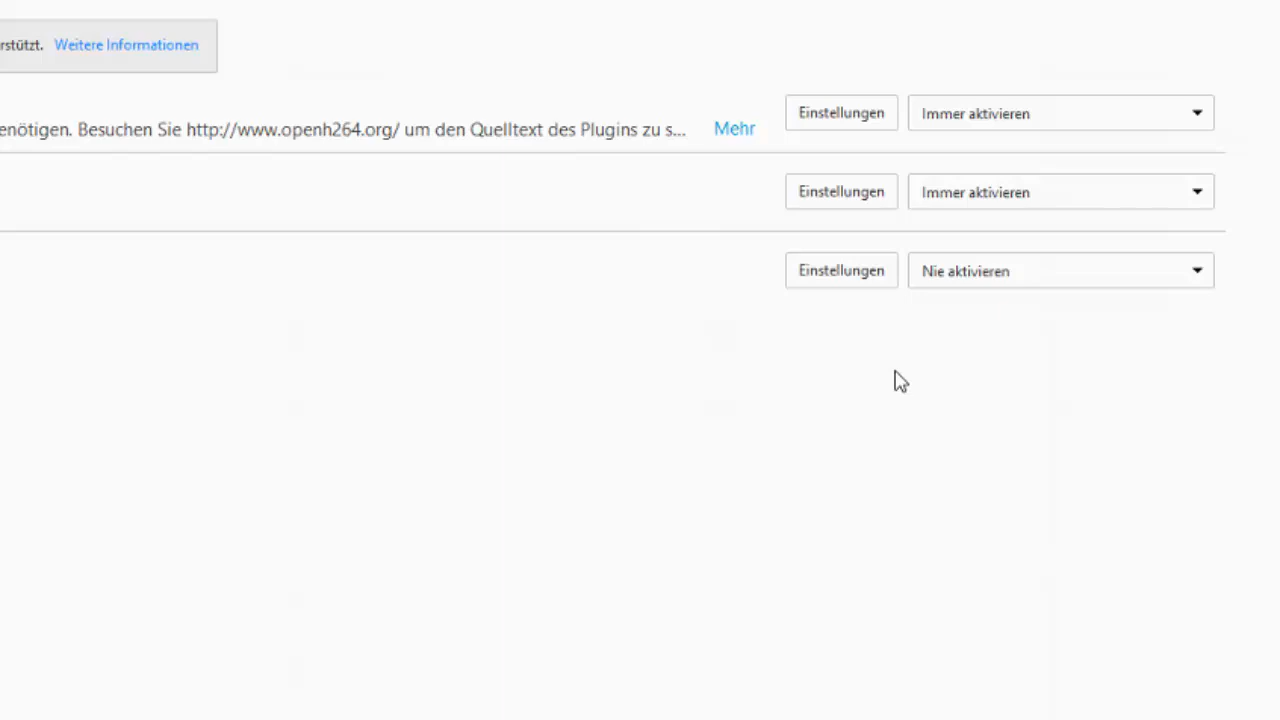 rstützt. Weitere Informationen
Einstellungen Immer aktivieren
enötigen. Besuchen Sie http://www.openh264.org/ um den Quelltext des Plugins zu s... Mehr
Einstellungen Immer aktivieren
Einstellungen Nie aktivieren